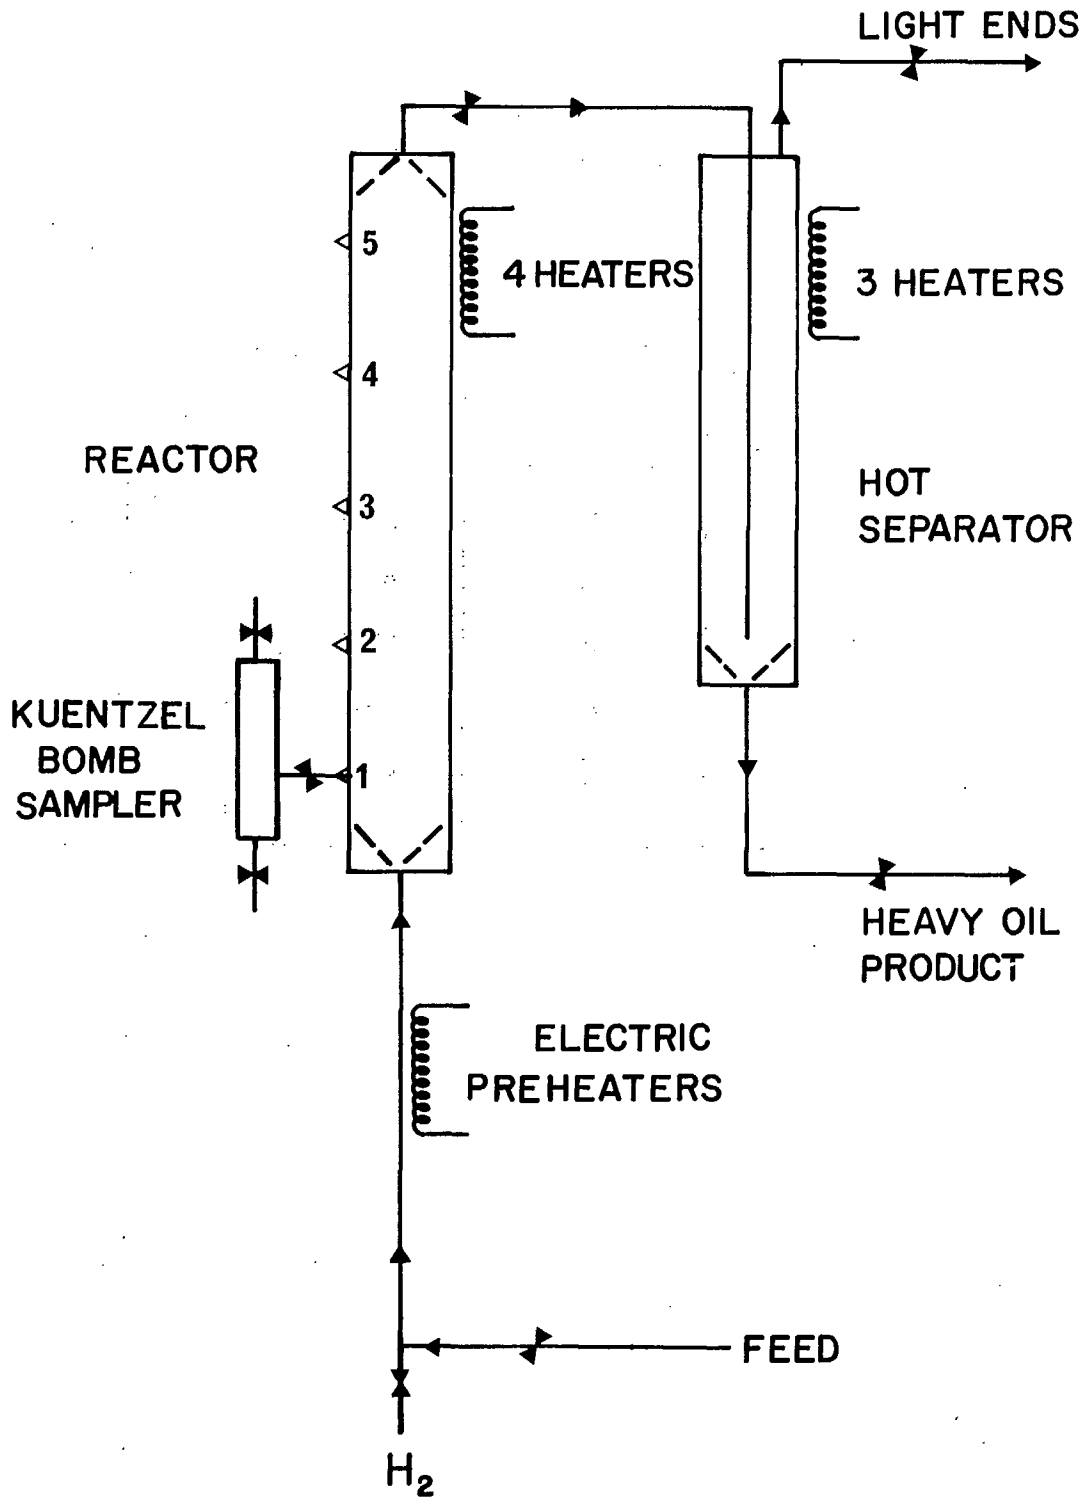 LIGHT ENDS
5
4 HEATERS
3 HEATERS
4
REACTOR
HOT
SEPARATOR
3
2
KUENTZEL
BOMB
SAMPLER
1
HEAVY OIL
PRODUCT
ELECTRIC
PREHEATERS
FEED
H2